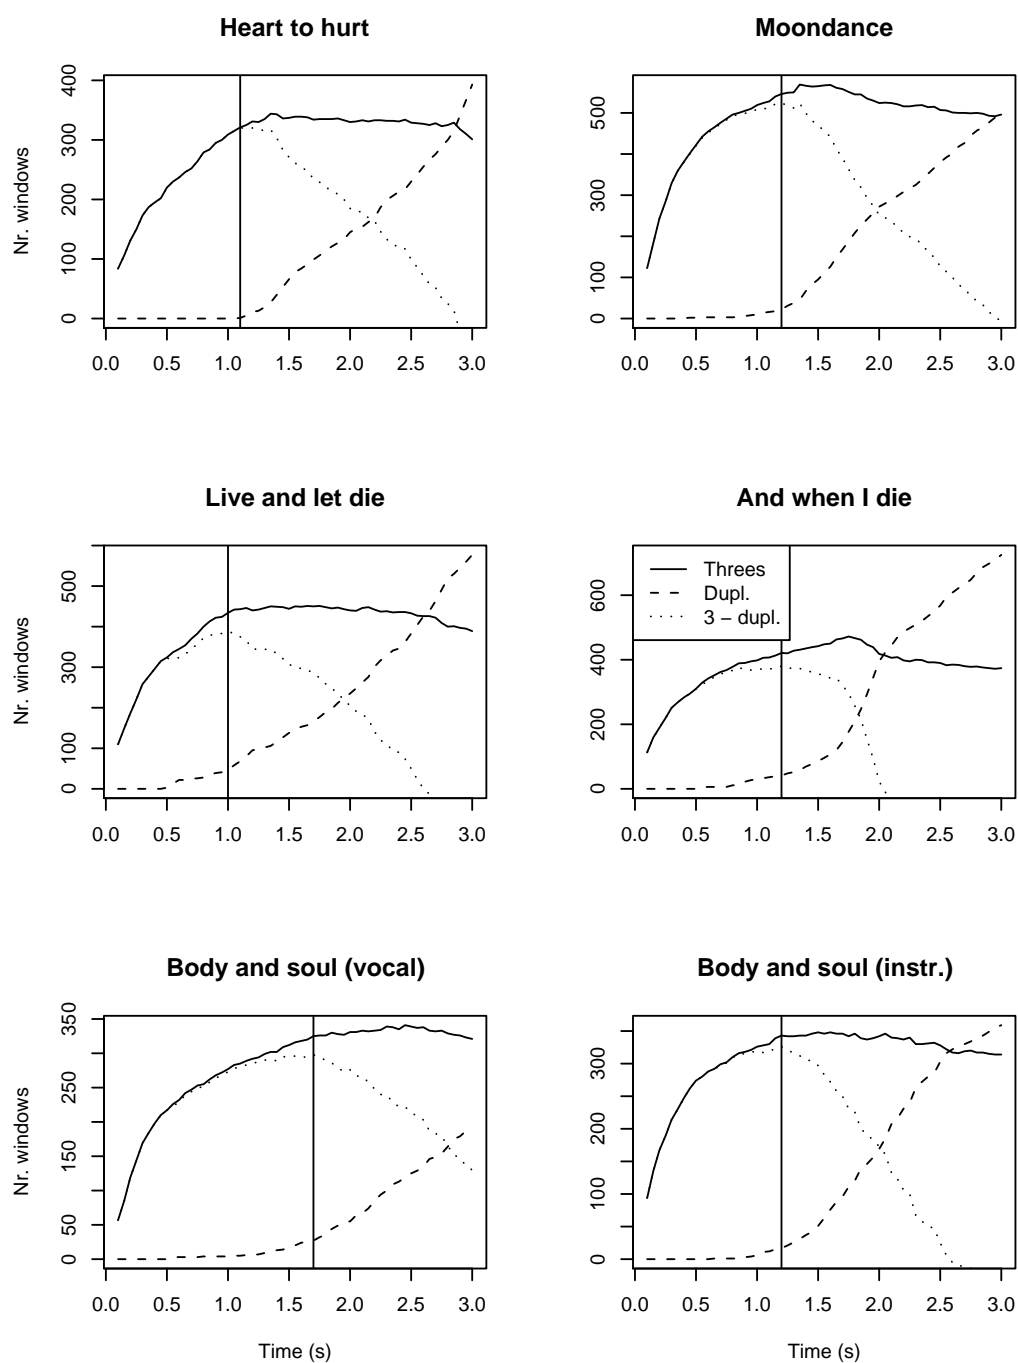 Heart to hurt
Nr. windows
0 100 200 300 400
0.0 0.5 1.0 1.5 2.0 2.5 3.0
Moondance
0 100 300 500
0.0 0.5 1.0 1.5 2.0 2.5 3.0
Live and let die
Nr. windows
0 100 300 500
0.0 0.5 1.0 1.5 2.0 2.5 3.0
And when I die
0 200 400 600
Threes
Dupl.
3 − dupl.
0.0 0.5 1.0 1.5 2.0 2.5 3.0
Body and soul (vocal)
Nr. windows
0 50 150 250 350
0.0 0.5 1.0 1.5 2.0 2.5 3.0
Time (s)
Body and soul (instr.)
0 100 200 300
0.0 0.5 1.0 1.5 2.0 2.5 3.0
Time (s)